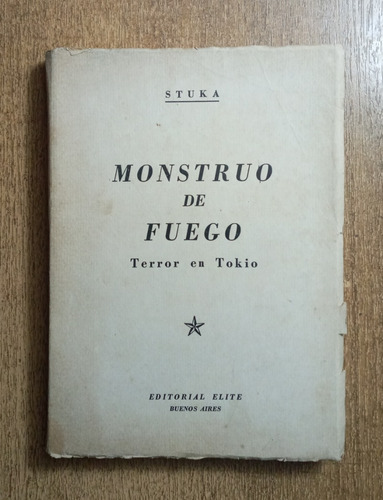 STUKA
MONSTRUO
DE
FUEGO
Terror en Tokio
EDITORIAL ELITE
BUENOS AIRES